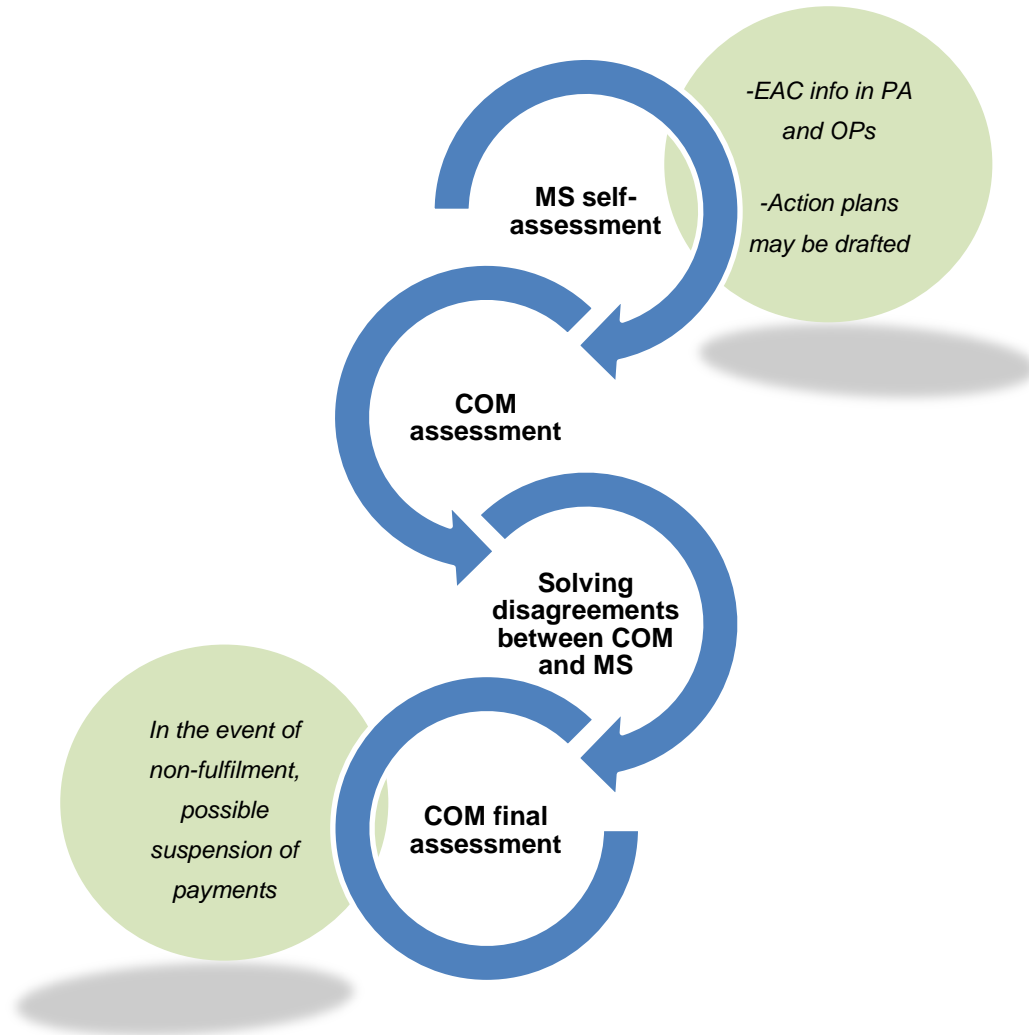 -EAC info in PA
and OPs
-Action plans
may be drafted
MS self-
assessment
COM
assessment
Solving
disagreements
between COM
and MS
In the event of
non-fulfilment,
possible
suspension of
payments
COM final
assessment